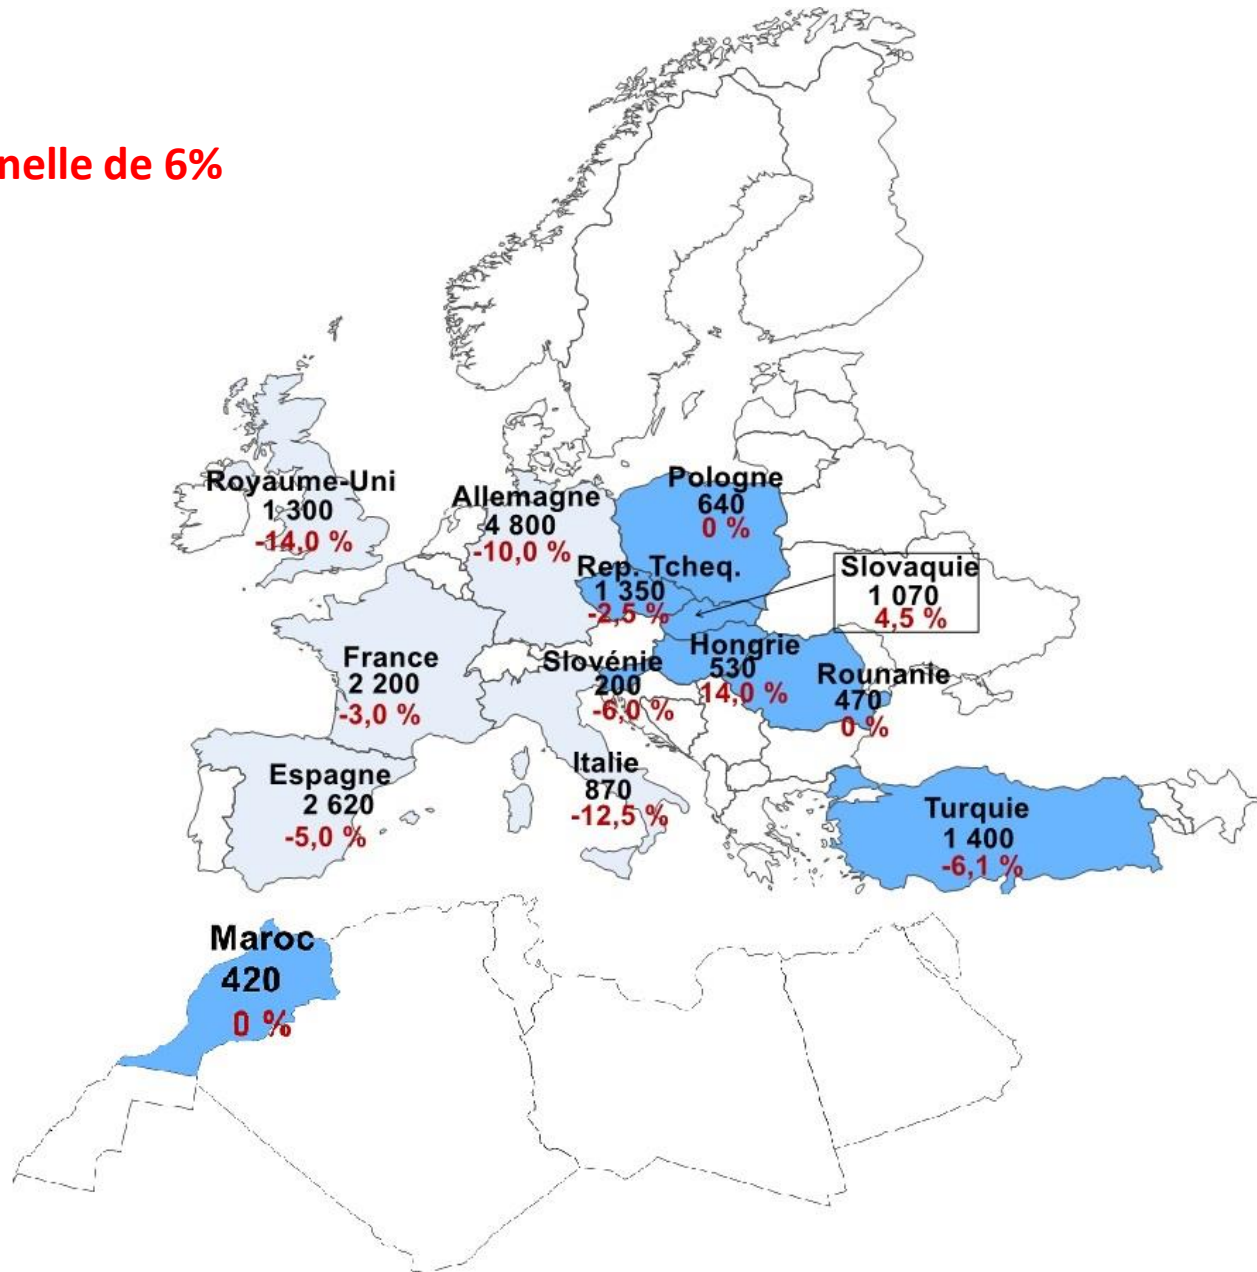 nelle de 6%
Royaume-Uni
1 300
-14,0 %
Allemagne
4 800
-10,0 %
Pologne
640
0 %
Rep. Tcheq.
1 350
-2,5 %
Slovaquie
1 070
4,5 %
France
2 200
-3,0 %
Slovénie
200
-6,0 %
Hongrie
530
14,0 %
Rounanie
470
0 %
Espagne
2 620
-5,0 %
Italie
870
-12,5 %
Turquie
1 400
-6,1 %
Maroc
420
0 %